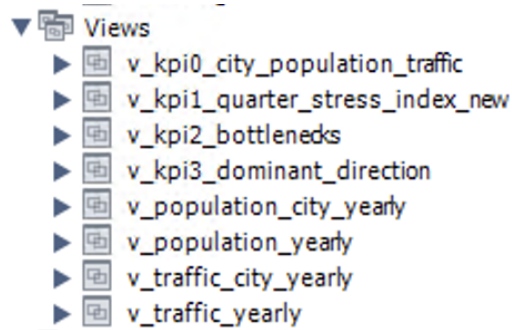 Views
v_kpi0_city_population_traffic
v_kpi1_quarter_stress_index_new
v_kpi2_bottlenecks
v_kpi3_dominant_direction
v_population_city_yearly
v_population_yearly
v_traffic_city_yearly
v_traffic_yearly